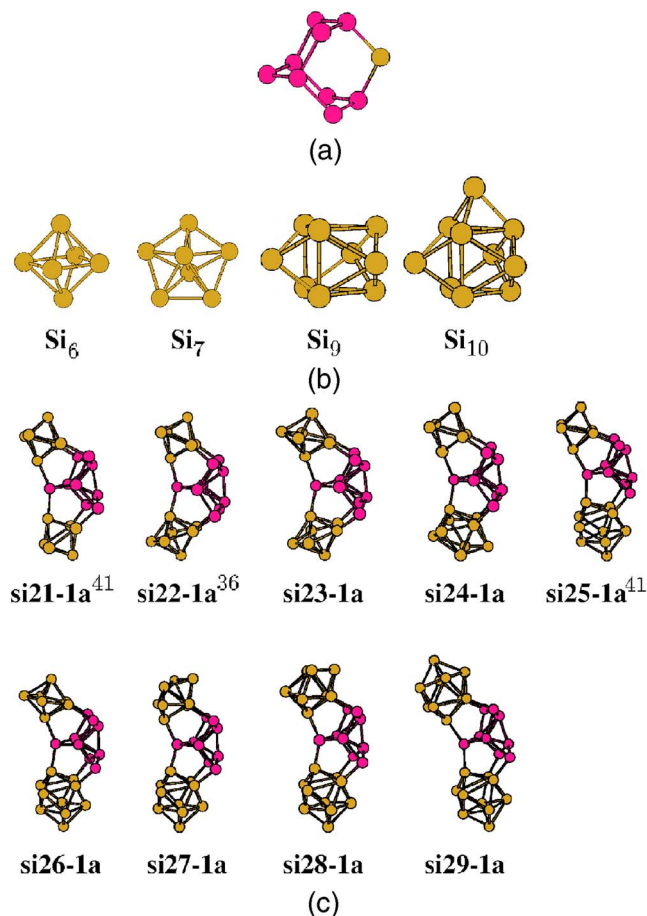 (a)
Si₆ Si₇ Si₉ Si₁₀
(b)
si21-1a⁴¹ si22-1a³⁶ si23-1a si24-1a si25-1a⁴¹
si26-1a si27-1a si28-1a si29-1a
(c)